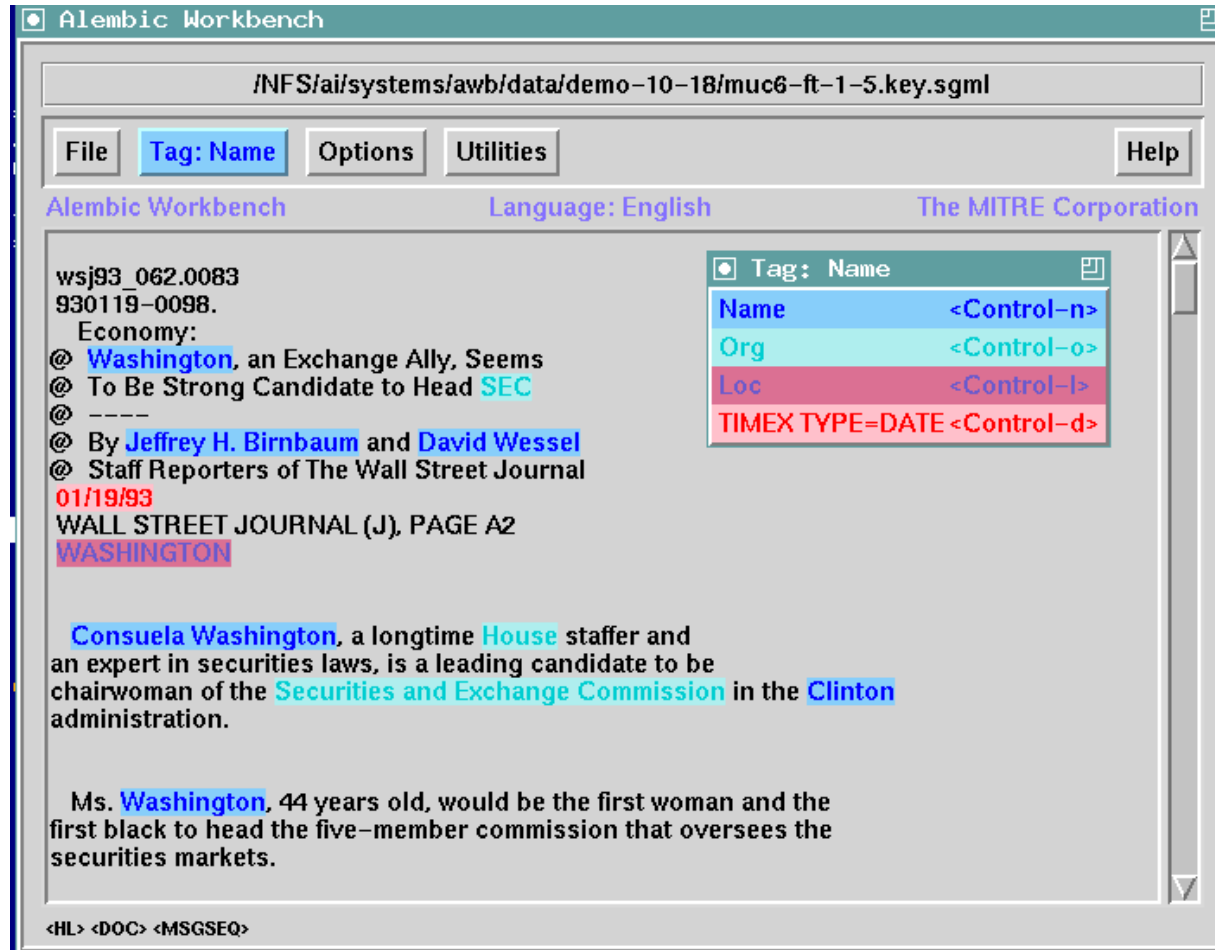 Alembic Workbench
/NFS/ai/systems/awb/data/demo-10-18/muc6-ft-1-5.key.sgml
File Tag: Name Options Utilities Help
Alembic Workbench Language: English The MITRE Corporation
wsj93_062.0083
930119-0098.
Economy:
@ Washington, an Exchange Ally, Seems
@ To Be Strong Candidate to Head SEC
@ ----
@ By Jeffrey H. Birnbaum and David Wessel
@ Staff Reporters of The Wall Street Journal
01/19/93
WALL STREET JOURNAL (J), PAGE A2
WASHINGTON
Consuela Washington, a longtime House staffer and
an expert in securities laws, is a leading candidate to be
chairwoman of the Securities and Exchange Commission in the Clinton
administration.
Ms. Washington, 44 years old, would be the first woman and the
first black to head the five-member commission that oversees the
securities markets.
Tag: Name
Name <Control-n>
Org <Control-o>
Loc <Control-l>
TIMEX TYPE=DATE <Control-d>
<HL> <DOC> <MSGSEQ>